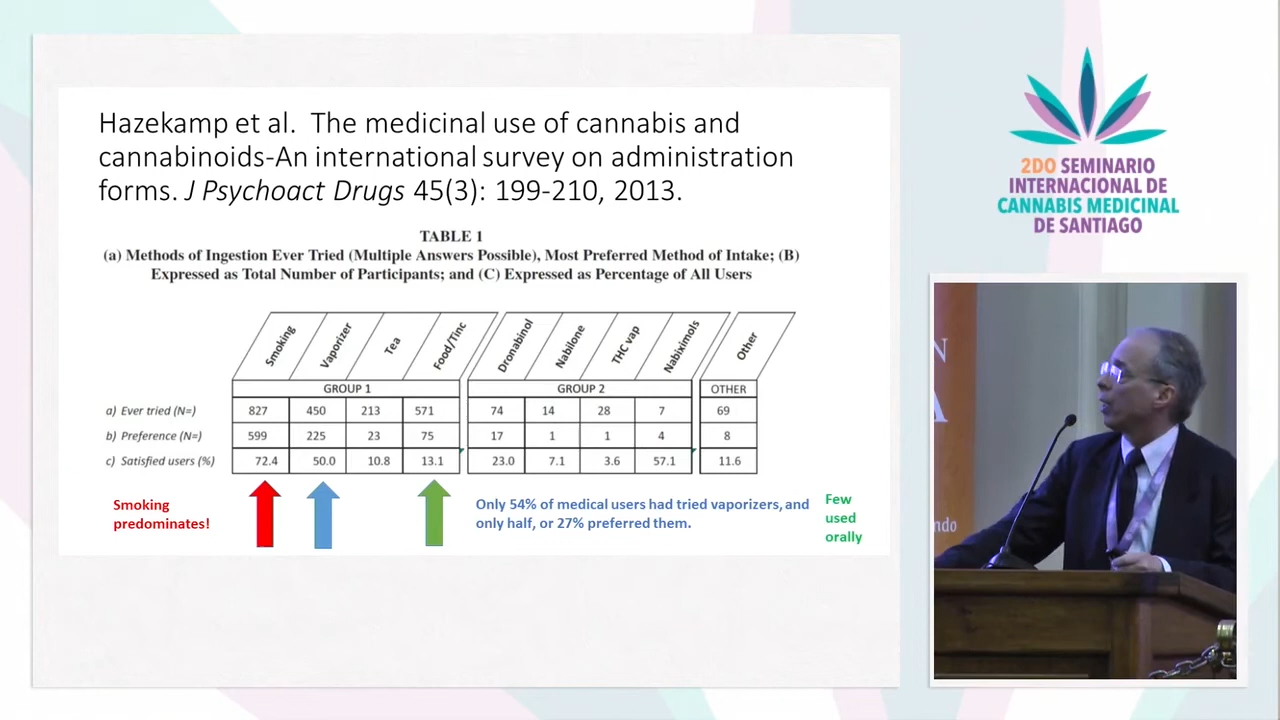 Hazekamp et al. The medicinal use of cannabis and
cannabinoids-An international survey on administration
forms. J Psychoact Drugs 45(3): 199-210, 2013.
TABLE 1
(a) Methods of Ingestion Ever Tried (Multiple Answers Possible), Most Preferred Method of Intake; (B)
Expressed as Total Number of Participants; and (C) Expressed as Percentage of All Users
Smoking Vaporizer Tea Food/Tinc Dronabinol Nabilone THC vap Nabiximols Other
GROUP 1 GROUP 2 OTHER
a) Ever tried (N=) 827 450 213 571 74 14 28 7 69
b) Preference (N=) 599 225 23 75 17 1 1 4 8
c) Satisfied users (%) 72.4 50.0 10.8 13.1 23.0 7.1 3.6 57.1 11.6
Smoking
predominates!
Only 54% of medical users had tried vaporizers, and
only half, or 27% preferred them.
Few
used
orally
2DO SEMINARIO
INTERNACIONAL DE
CANNABIS MEDICINAL
DE SANTIAGO
N
A
ndo